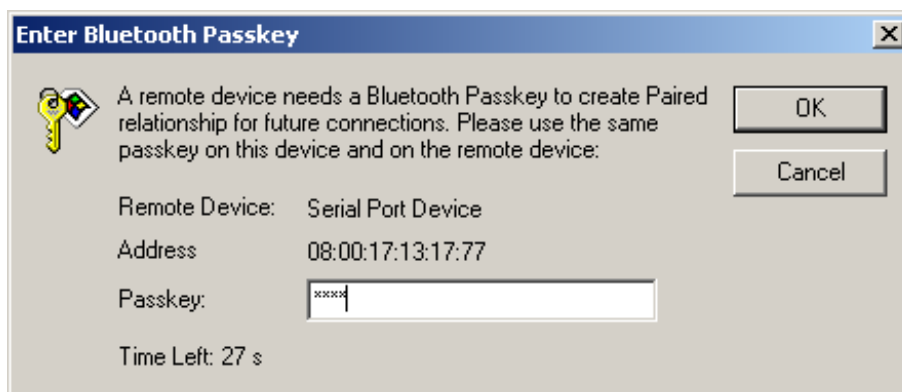 Enter Bluetooth Passkey
A remote device needs a Bluetooth Passkey to create Paired
relationship for future connections. Please use the same
passkey on this device and on the remote device:
OK
Cancel
Remote Device: Serial Port Device
Address 08:00:17:13:17:77
Passkey: ****
Time Left: 27 s